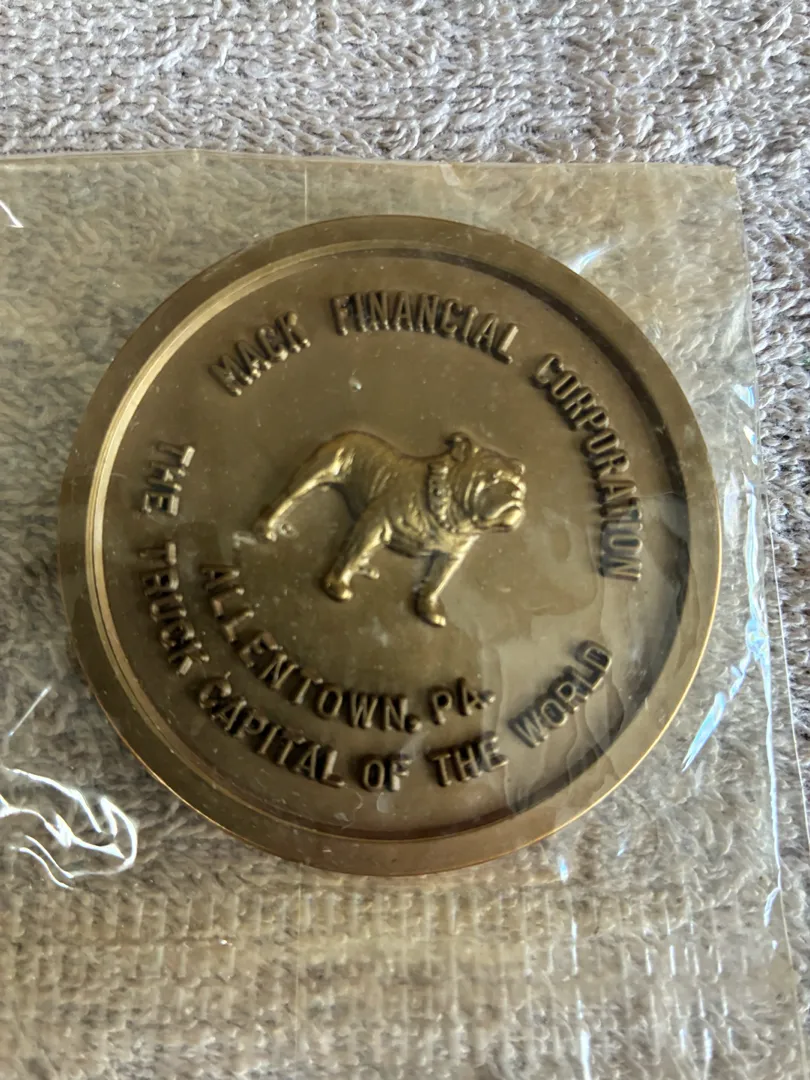 MACK FINANCIAL CORPORATION
ALLENTOWN, PA.
THE TRUCK CAPITAL OF THE WORLD